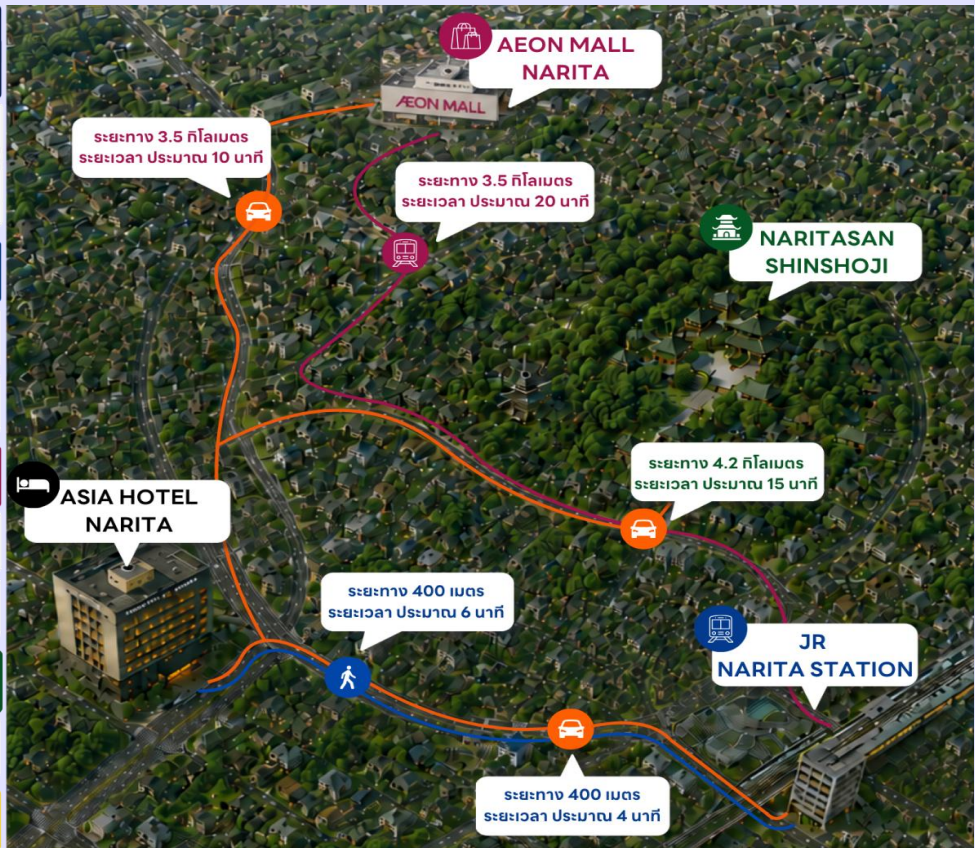 AEON MALL
NARITA
ÆON MALL
ระยะทาง 3.5 กิโลเมตร
ระยะเวลา ประมาณ 10 นาที
ระยะทาง 3.5 กิโลเมตร
ระยะเวลา ประมาณ 20 นาที
NARITASAN
SHINSHOJI
ระยะทาง 4.2 กิโลเมตร
ระยะเวลา ประมาณ 15 นาที
ASIA HOTEL
NARITA
ระยะทาง 400 เมตร
ระยะเวลา ประมาณ 6 นาที
JR
NARITA STATION
ระยะทาง 400 เมตร
ระยะเวลา ประมาณ 4 นาที